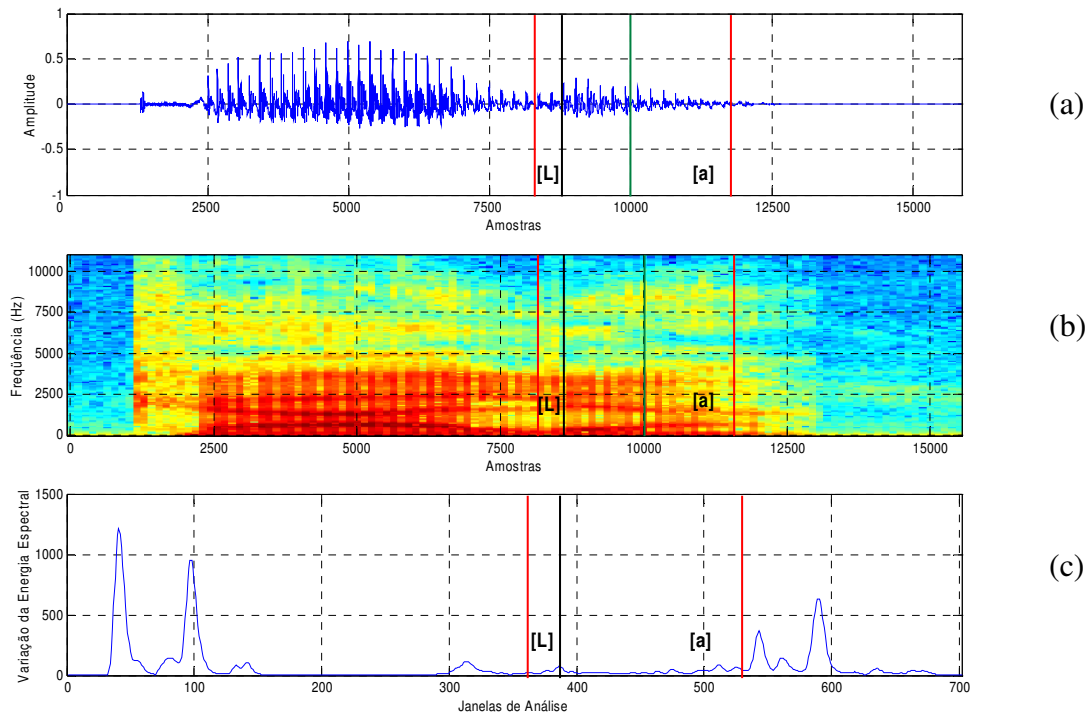 1
0.5
0
-0.5
-1
Amplitude
[L]
[a]
0
2500
5000
7500
10000
12500
15000
Amostras
(a)
10000
7500
5000
2500
0
Freqüência (Hz)
[L]
[a]
0
2500
5000
7500
10000
12500
15000
Amostras
(b)
1500
1000
500
0
Variação da Energia Espectral
[L]
[a]
0
100
200
300
400
500
600
700
Janelas de Análise
(c)